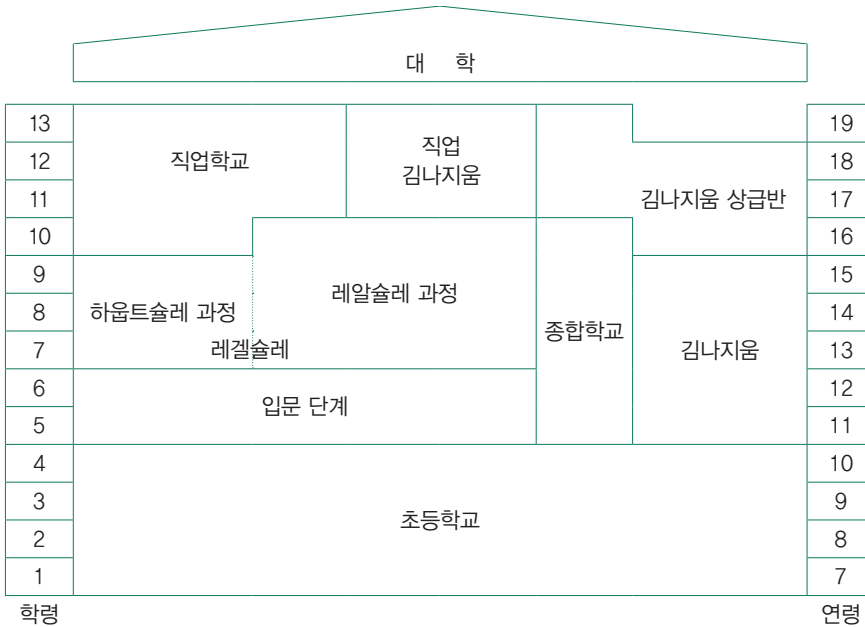 대 학
13
19
직업학교
직업
김나지움
12
18
11
김나지움 상급반
17
10
16
9
15
하웁트슐레 과정
레알슐레 과정
8
종합학교
14
7
레겔슐레
김나지움
13
6
입문 단계
12
5
11
4
10
3
초등학교
9
2
8
1
7
학령
연령